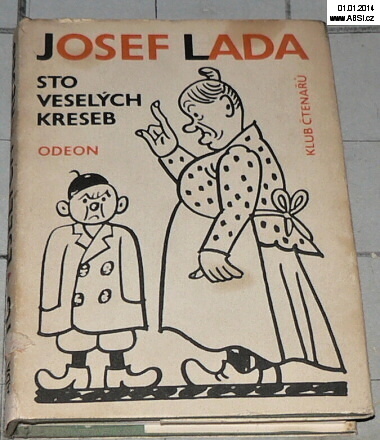 01.01.2014
www.ABSi.cz
JOSEF LADA
STO
VESELÝCH
KRESEB
ODEON
KLUB ČTENÁŘŮ